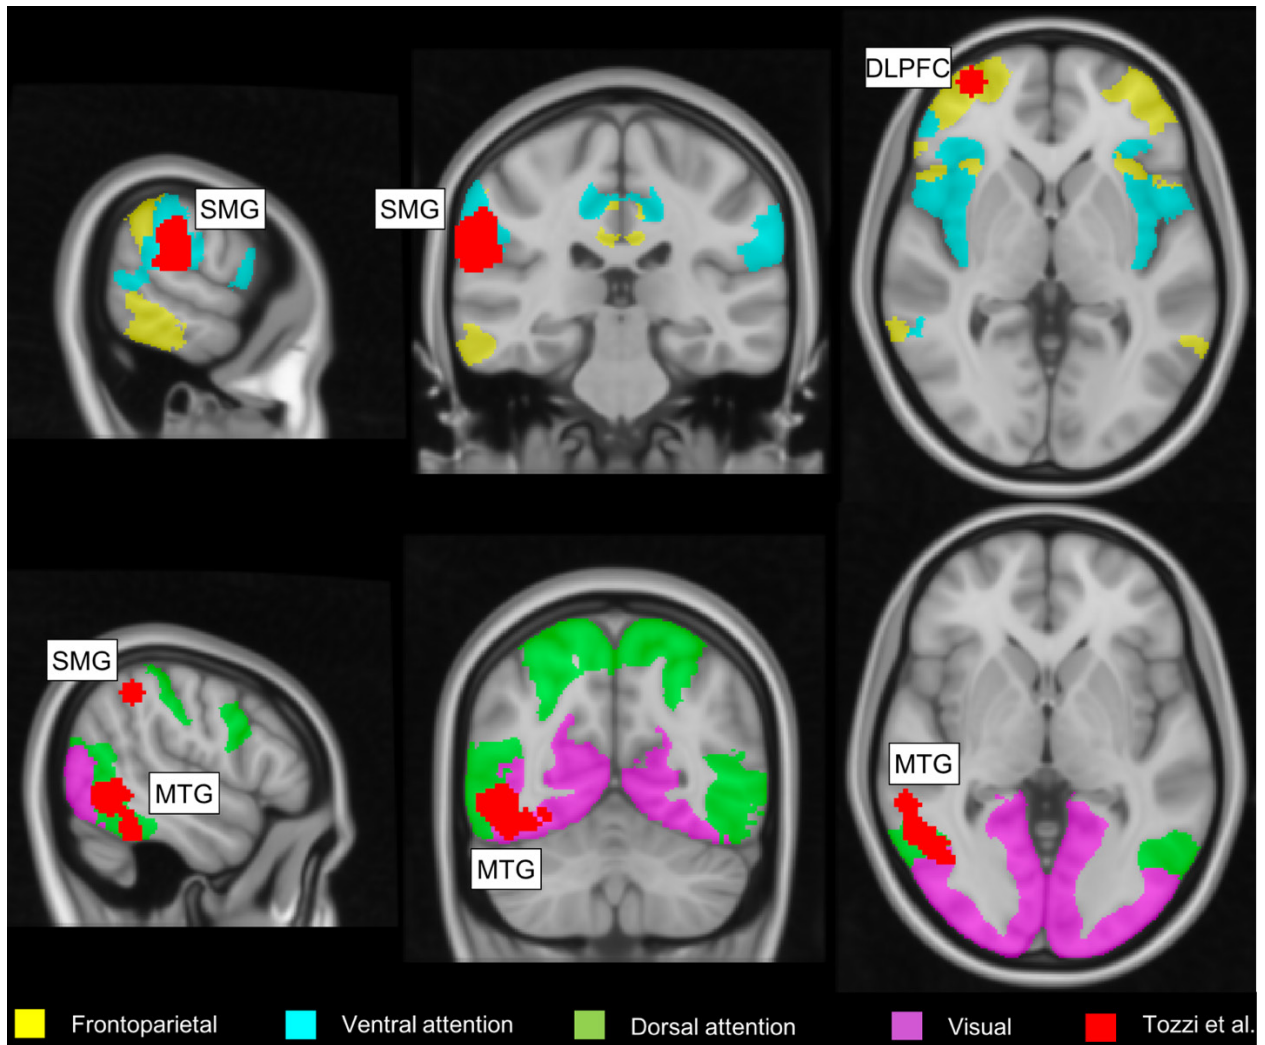 DLPFC
SMG
SMG
SMG
MTG
MTG
MTG
Frontoparietal
Ventral attention
Dorsal attention
Visual
Tozzi et al.